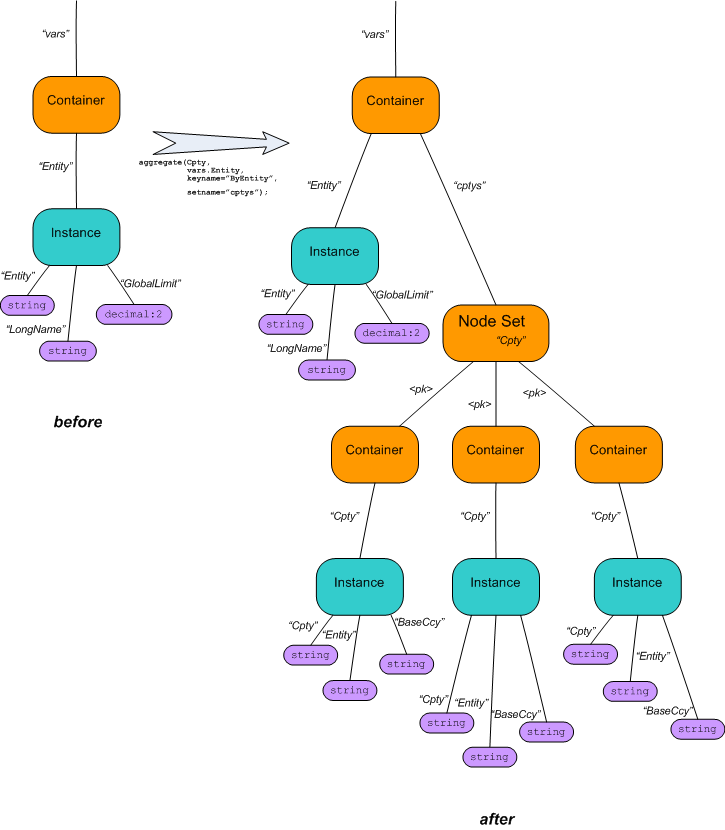 “vars”
Container
“Entity”
Instance
“Entity”
“GlobalLimit”
string
decimal:2
“LongName”
string
before
aggregate(Cpty,
vars.Entity,
keyname="ByEntity",
setname="cptys");
“vars”
Container
“Entity”
“cptys”
Instance
“Entity”
“GlobalLimit”
string
decimal:2
“LongName”
string
Node Set
“Cpty”
<pk>
<pk>
<pk>
Container
Container
Container
“Cpty”
“Cpty”
“Cpty”
Instance
Instance
Instance
“Cpty”
“Entity”
“BaseCcy”
string
string
string
“Cpty”
“Entity”
“BaseCcy”
string
string
string
“Cpty”
“Entity”
“BaseCcy”
string
string
string
after